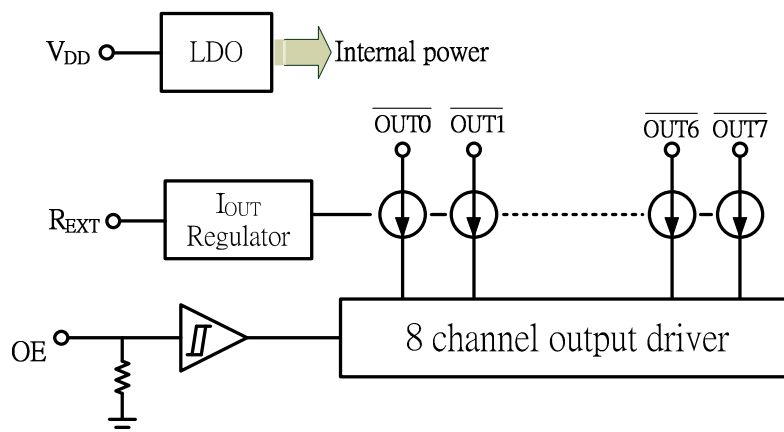 VDD
LDO
Internal power
OUT0
OUT1
OUT6
OUT7
REXT
IOUT
Regulator
OE
8 channel output driver